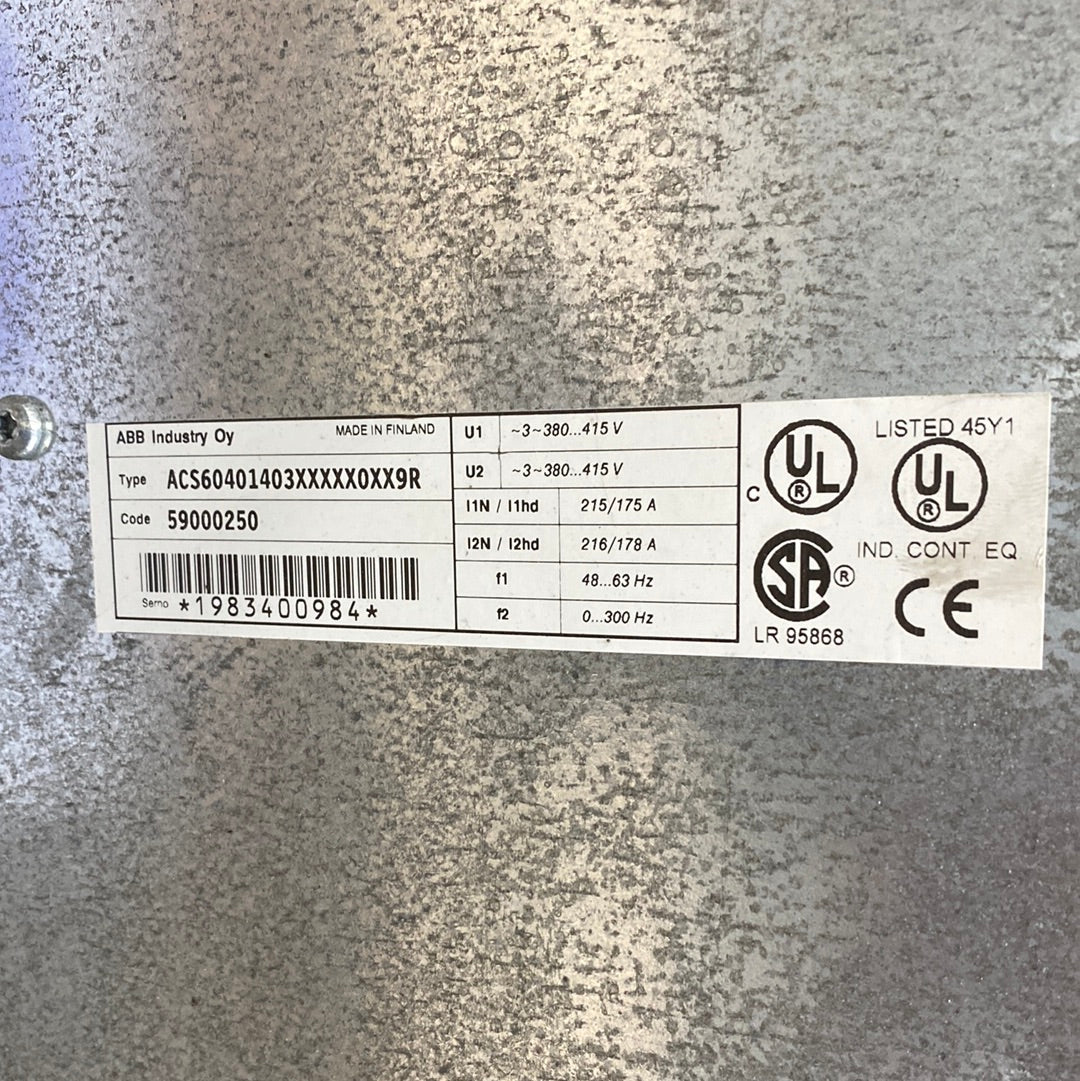 ABB Industry Oy MADE IN FINLAND
Type ACS60401403XXXXX0XX9R
Code 59000250
Serno *1983400984*
U1 ~3~380...415 V
U2 ~3~380...415 V
I1N / I1hd 215/175 A
I2N / I2hd 216/178 A
f1 48...63 Hz
f2 0...300 Hz
C UL ®
SA ®
LR 95868
LISTED 45Y1
UL ®
IND. CONT. EQ
CE